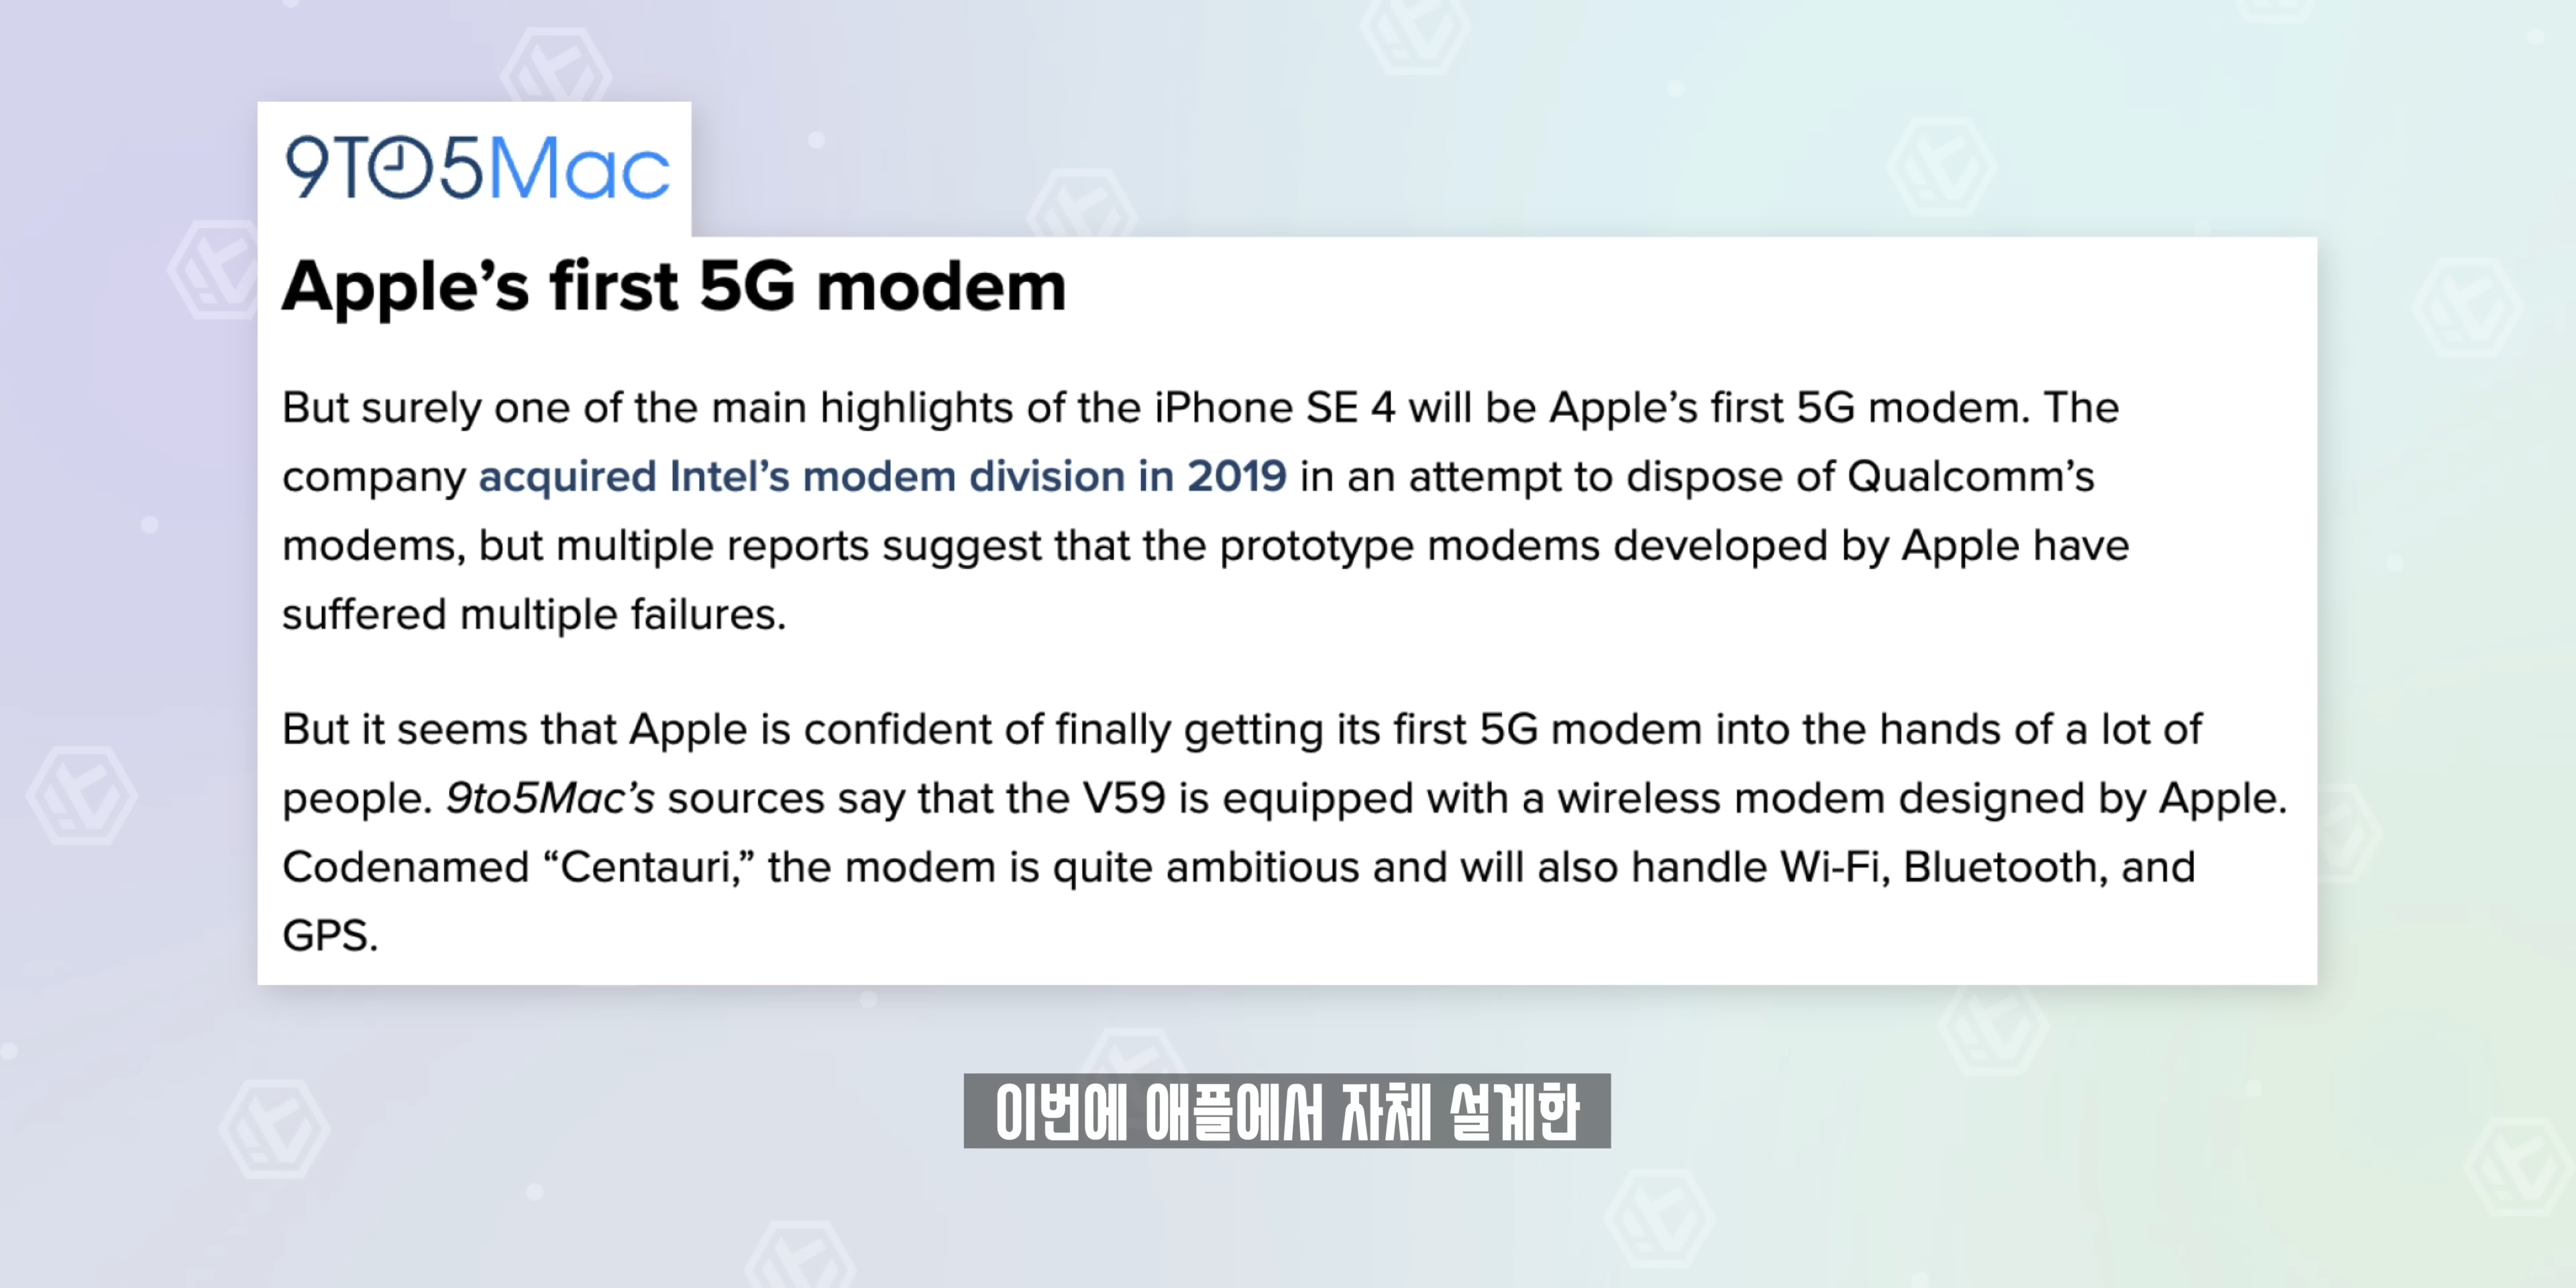 9TO5Mac
Apple’s first 5G modem
But surely one of the main highlights of the iPhone SE 4 will be Apple’s first 5G modem. The
company acquired Intel’s modem division in 2019 in an attempt to dispose of Qualcomm’s
modems, but multiple reports suggest that the prototype modems developed by Apple have
suffered multiple failures.
But it seems that Apple is confident of finally getting its first 5G modem into the hands of a lot of
people. 9to5Mac’s sources say that the V59 is equipped with a wireless modem designed by Apple.
Codenamed “Centauri,” the modem is quite ambitious and will also handle Wi-Fi, Bluetooth, and
GPS.
이번에 애플에서 자체 설계한